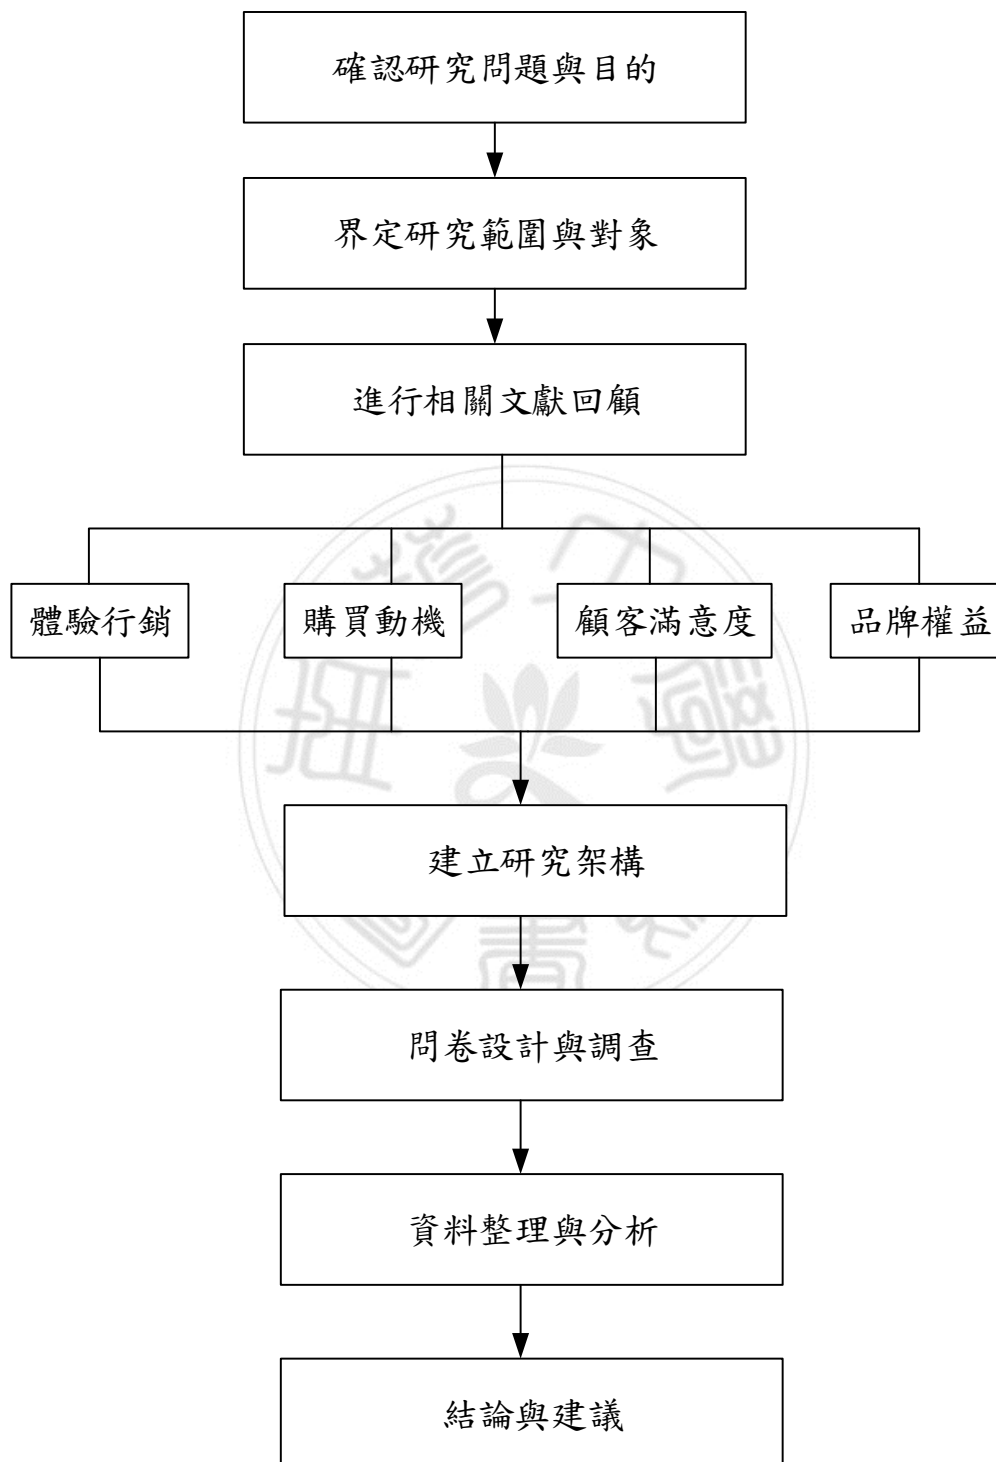 確認研究問題與目的
界定研究範圍與對象
進行相關文獻回顧
體驗行銷
購買動機
顧客滿意度
品牌權益
建立研究架構
問卷設計與調查
資料整理與分析
結論與建議